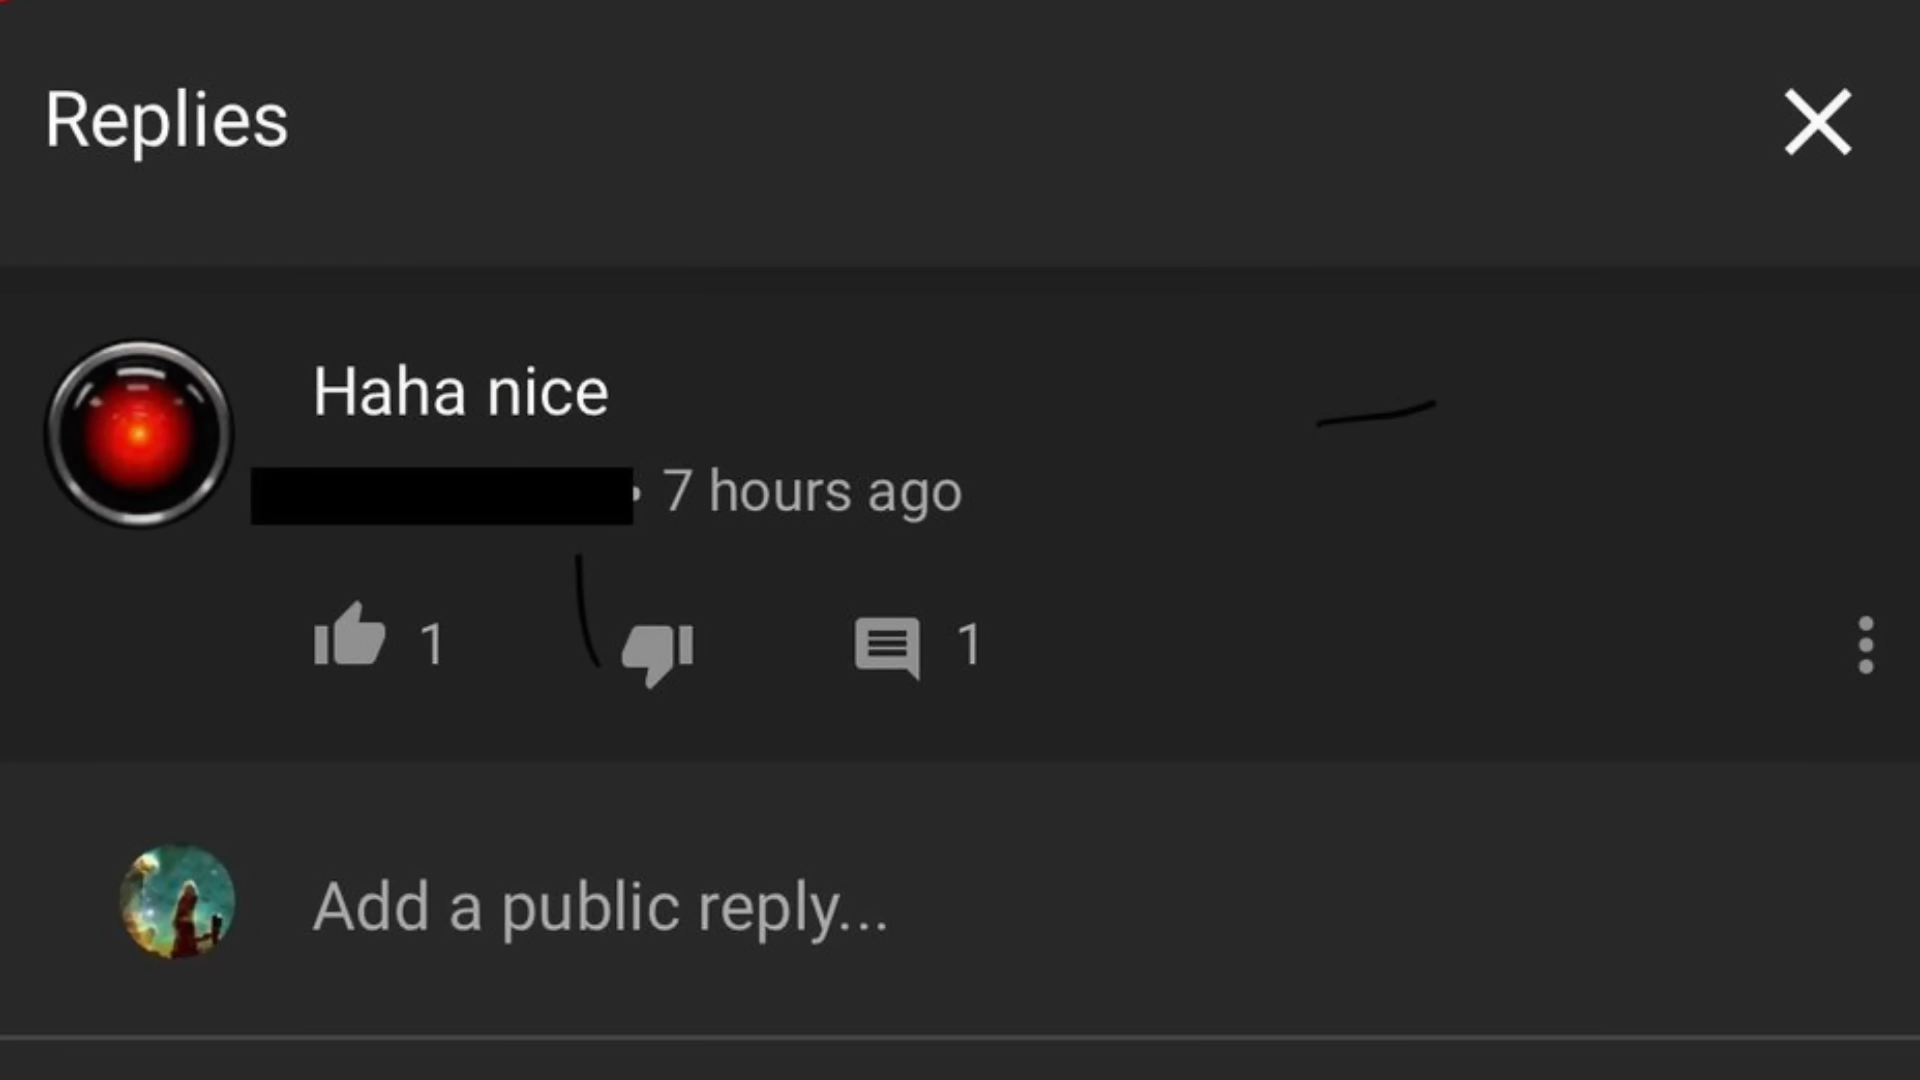 Replies
Haha nice
• 7 hours ago
1 1
Add a public reply...